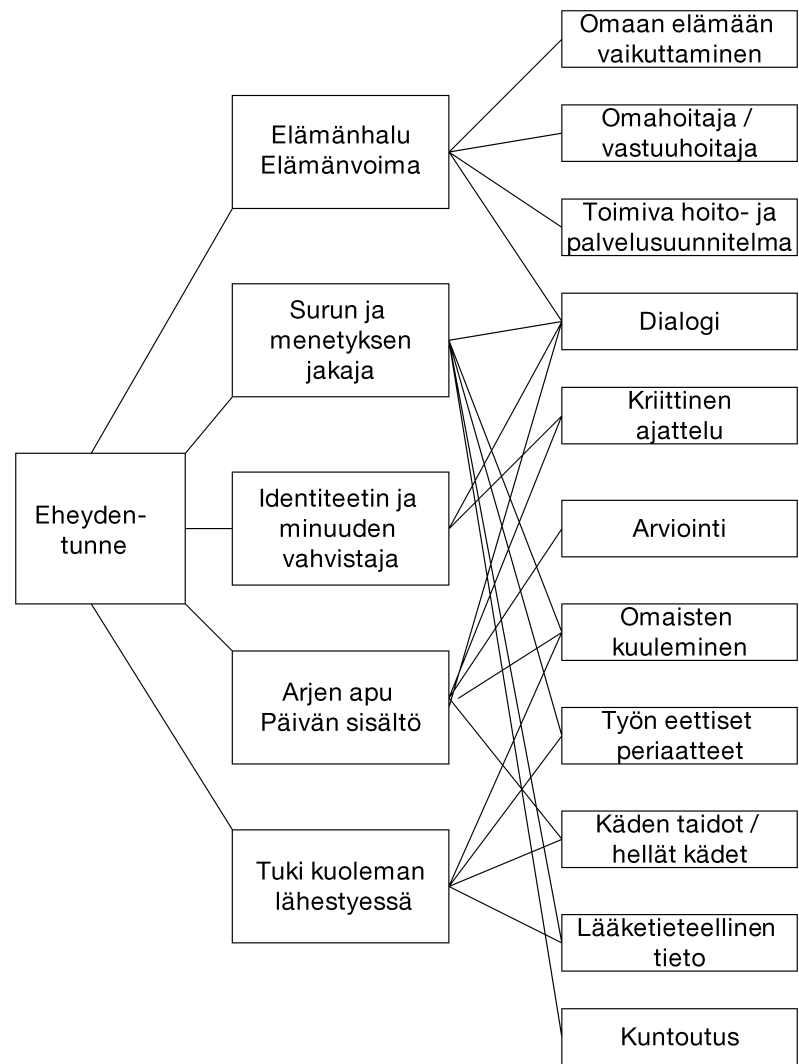 Eheyden-
tunne
Elämänhalu
Elämänvoima
Surun ja
menetyksen
jakaja
Identiteetin ja
minuuden
vahvistaja
Arjen apu
Päivän sisältö
Tuki kuoleman
lähestyessä
Omaan elämään
vaikuttaminen
Omahoitaja /
vastuuhoitaja
Toimiva hoito- ja
palvelusuunnitelma
Dialogi
Kriittinen
ajattelu
Arviointi
Omaisten
kuuleminen
Työn eettiset
periaatteet
Käden taidot /
hellät kädet
Lääketieteellinen
tieto
Kuntoutus